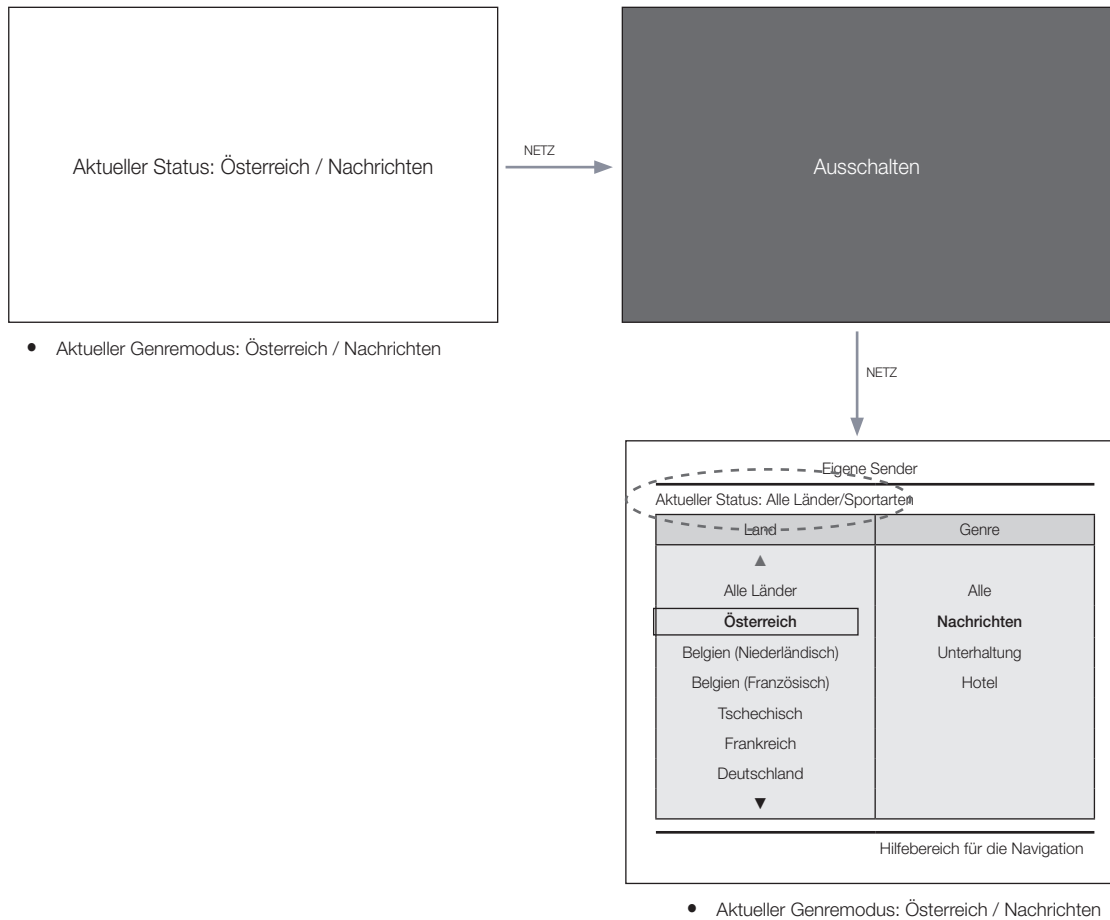 Aktueller Status: Österreich / Nachrichten
NETZ
Ausschalten
• Aktueller Genremodus: Österreich / Nachrichten
NETZ
Eigene Sender
Aktueller Status: Alle Länder/Sportarten
Land Genre
▲
Alle Länder Alle
Österreich Nachrichten
Belgien (Niederländisch) Unterhaltung
Belgien (Französisch) Hotel
Tschechisch
Frankreich
Deutschland
▼
Hilfebereich für die Navigation
• Aktueller Genremodus: Österreich / Nachrichten